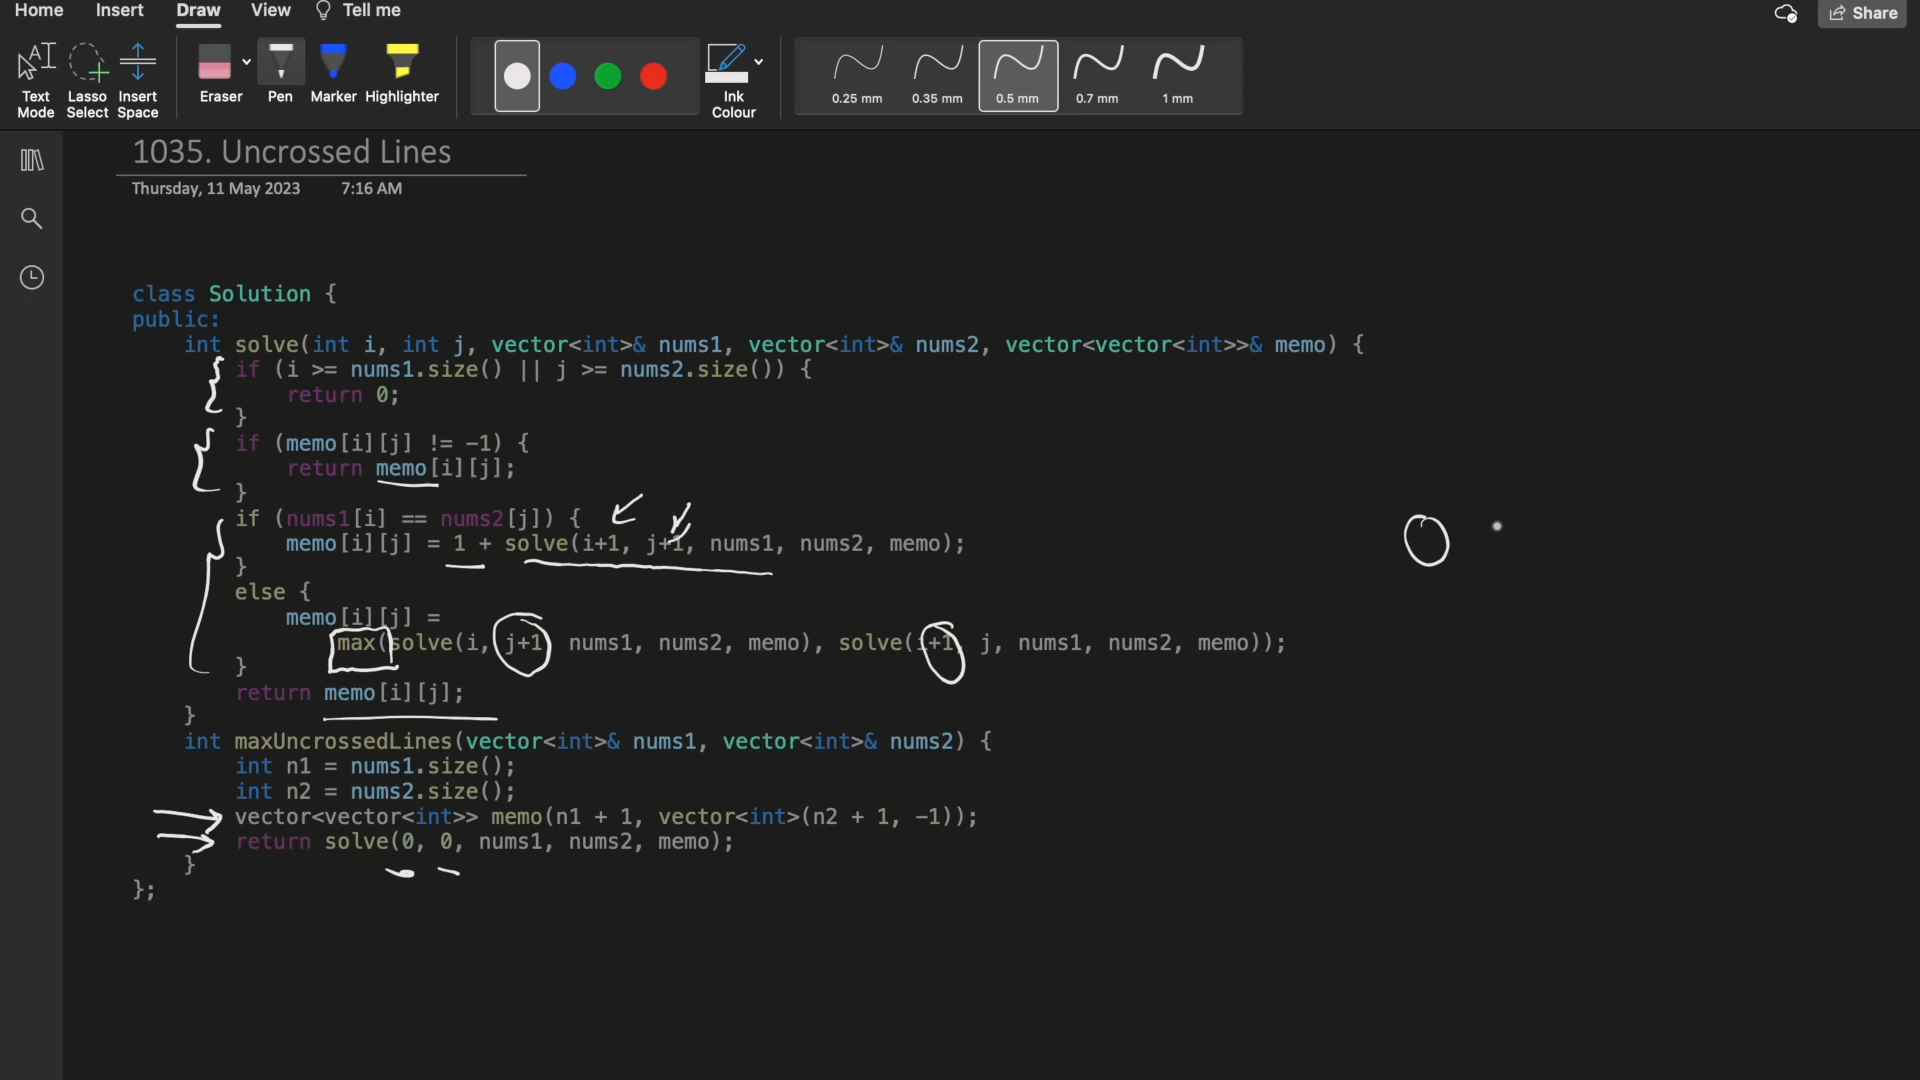 Home Insert Draw View Tell me Share
Text Mode Lasso Select Insert Space Eraser Pen Marker Highlighter Ink Colour 0.25 mm 0.35 mm 0.5 mm 0.7 mm 1 mm
1035. Uncrossed Lines
Thursday, 11 May 2023 7:16 AM
class Solution {
public:
    int solve(int i, int j, vector<int>& nums1, vector<int>& nums2, vector<vector<int>>& memo) {
        if (i >= nums1.size() || j >= nums2.size()) {
            return 0;
        }
        if (memo[i][j] != -1) {
            return memo[i][j];
        }
        if (nums1[i] == nums2[j]) {
            memo[i][j] = 1 + solve(i+1, j+1, nums1, nums2, memo);
        }
        else {
            memo[i][j] =
                max(solve(i, j+1 nums1, nums2, memo), solve(i+1, j, nums1, nums2, memo));
        }
        return memo[i][j];
    }
    int maxUncrossedLines(vector<int>& nums1, vector<int>& nums2) {
        int n1 = nums1.size();
        int n2 = nums2.size();
        vector<vector<int>> memo(n1 + 1, vector<int>(n2 + 1, -1));
        return solve(0, 0, nums1, nums2, memo);
    }
};